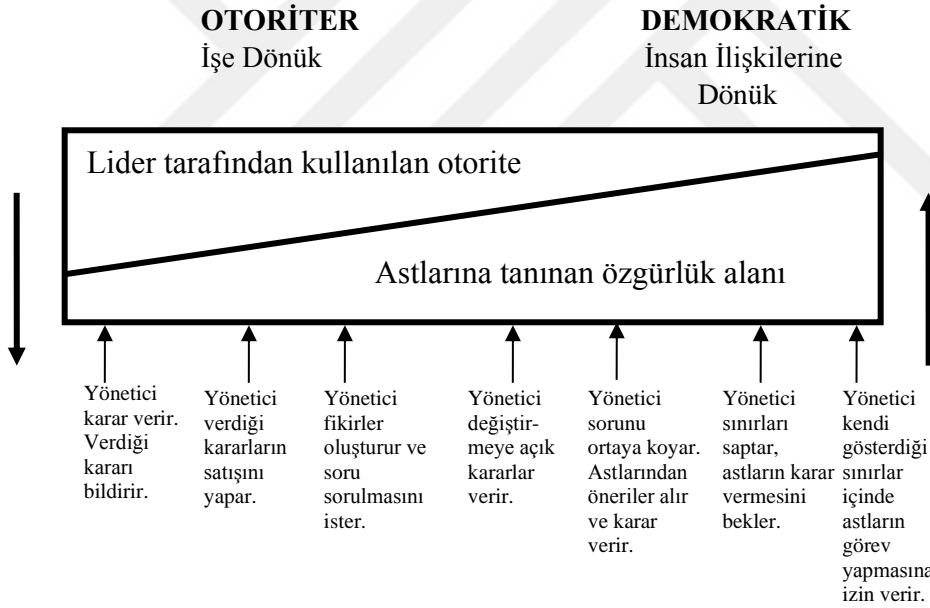 OTORİTER
İşe Dönük
DEMOKRATİK
İnsan İlişkilerine
Dönük
Lider tarafından kullanılan otorite
Astlarına tanınan özgürlük alanı
Yönetici
karar verir.
Verdiği
kararı
bildirir.
Yönetici
verdiği
kararların
satışını
yapar.
Yönetici
fikirler
oluşturur ve
soru
sorulmasını
ister.
Yönetici
değiştir-
meye açık
kararlar
verir.
Yönetici
sorunu
ortaya koyar.
Astlarından
öneriler alır
ve karar
verir.
Yönetici
sınırları
saptar,
astların karar
vermesini
bekler.
Yönetici
kendi
gösterdiği
sınırlar
içinde
astların
görev
yapmasına
izin verir.